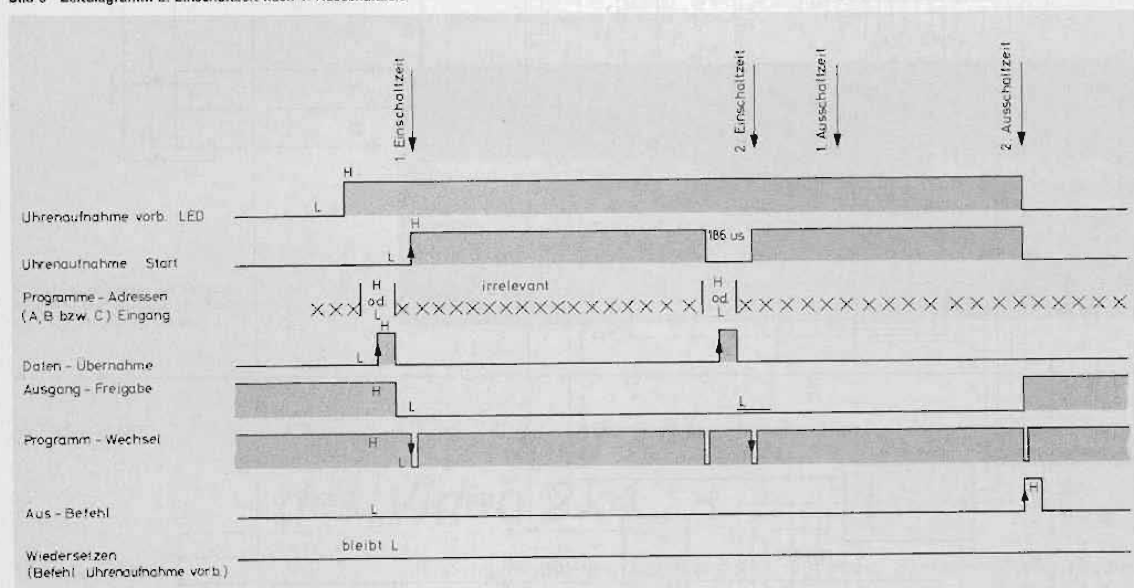 1. Einschaltzeit
2. Einschaltzeit
1. Ausschaltzeit
2. Ausschaltzeit
H
Uhrenaufnahme vorb. LED
L
H
186 us
Uhrenaufnahme Start
L
Programme - Adressen
(A, B bzw. C) Eingang
H
od.
L
irrelevant
H
od.
L
H
Daten - Übernahme
L
Ausgang - Freigabe
H
L
L
Programm - Wechsel
H
L
H
Aus - Befehl
L
Wiedersetzen
(Befehl Uhrenaufnahme vorb.)
bleibt L